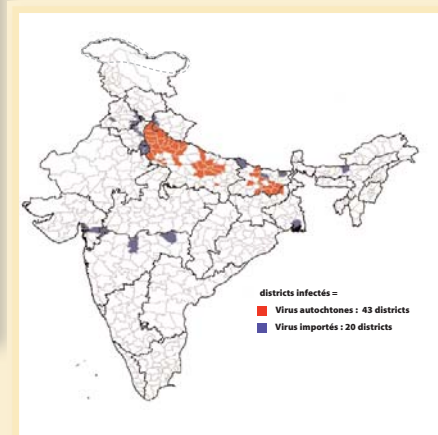 districts infectés =
Virus autochtones : 43 districts
Virus importés : 20 districts